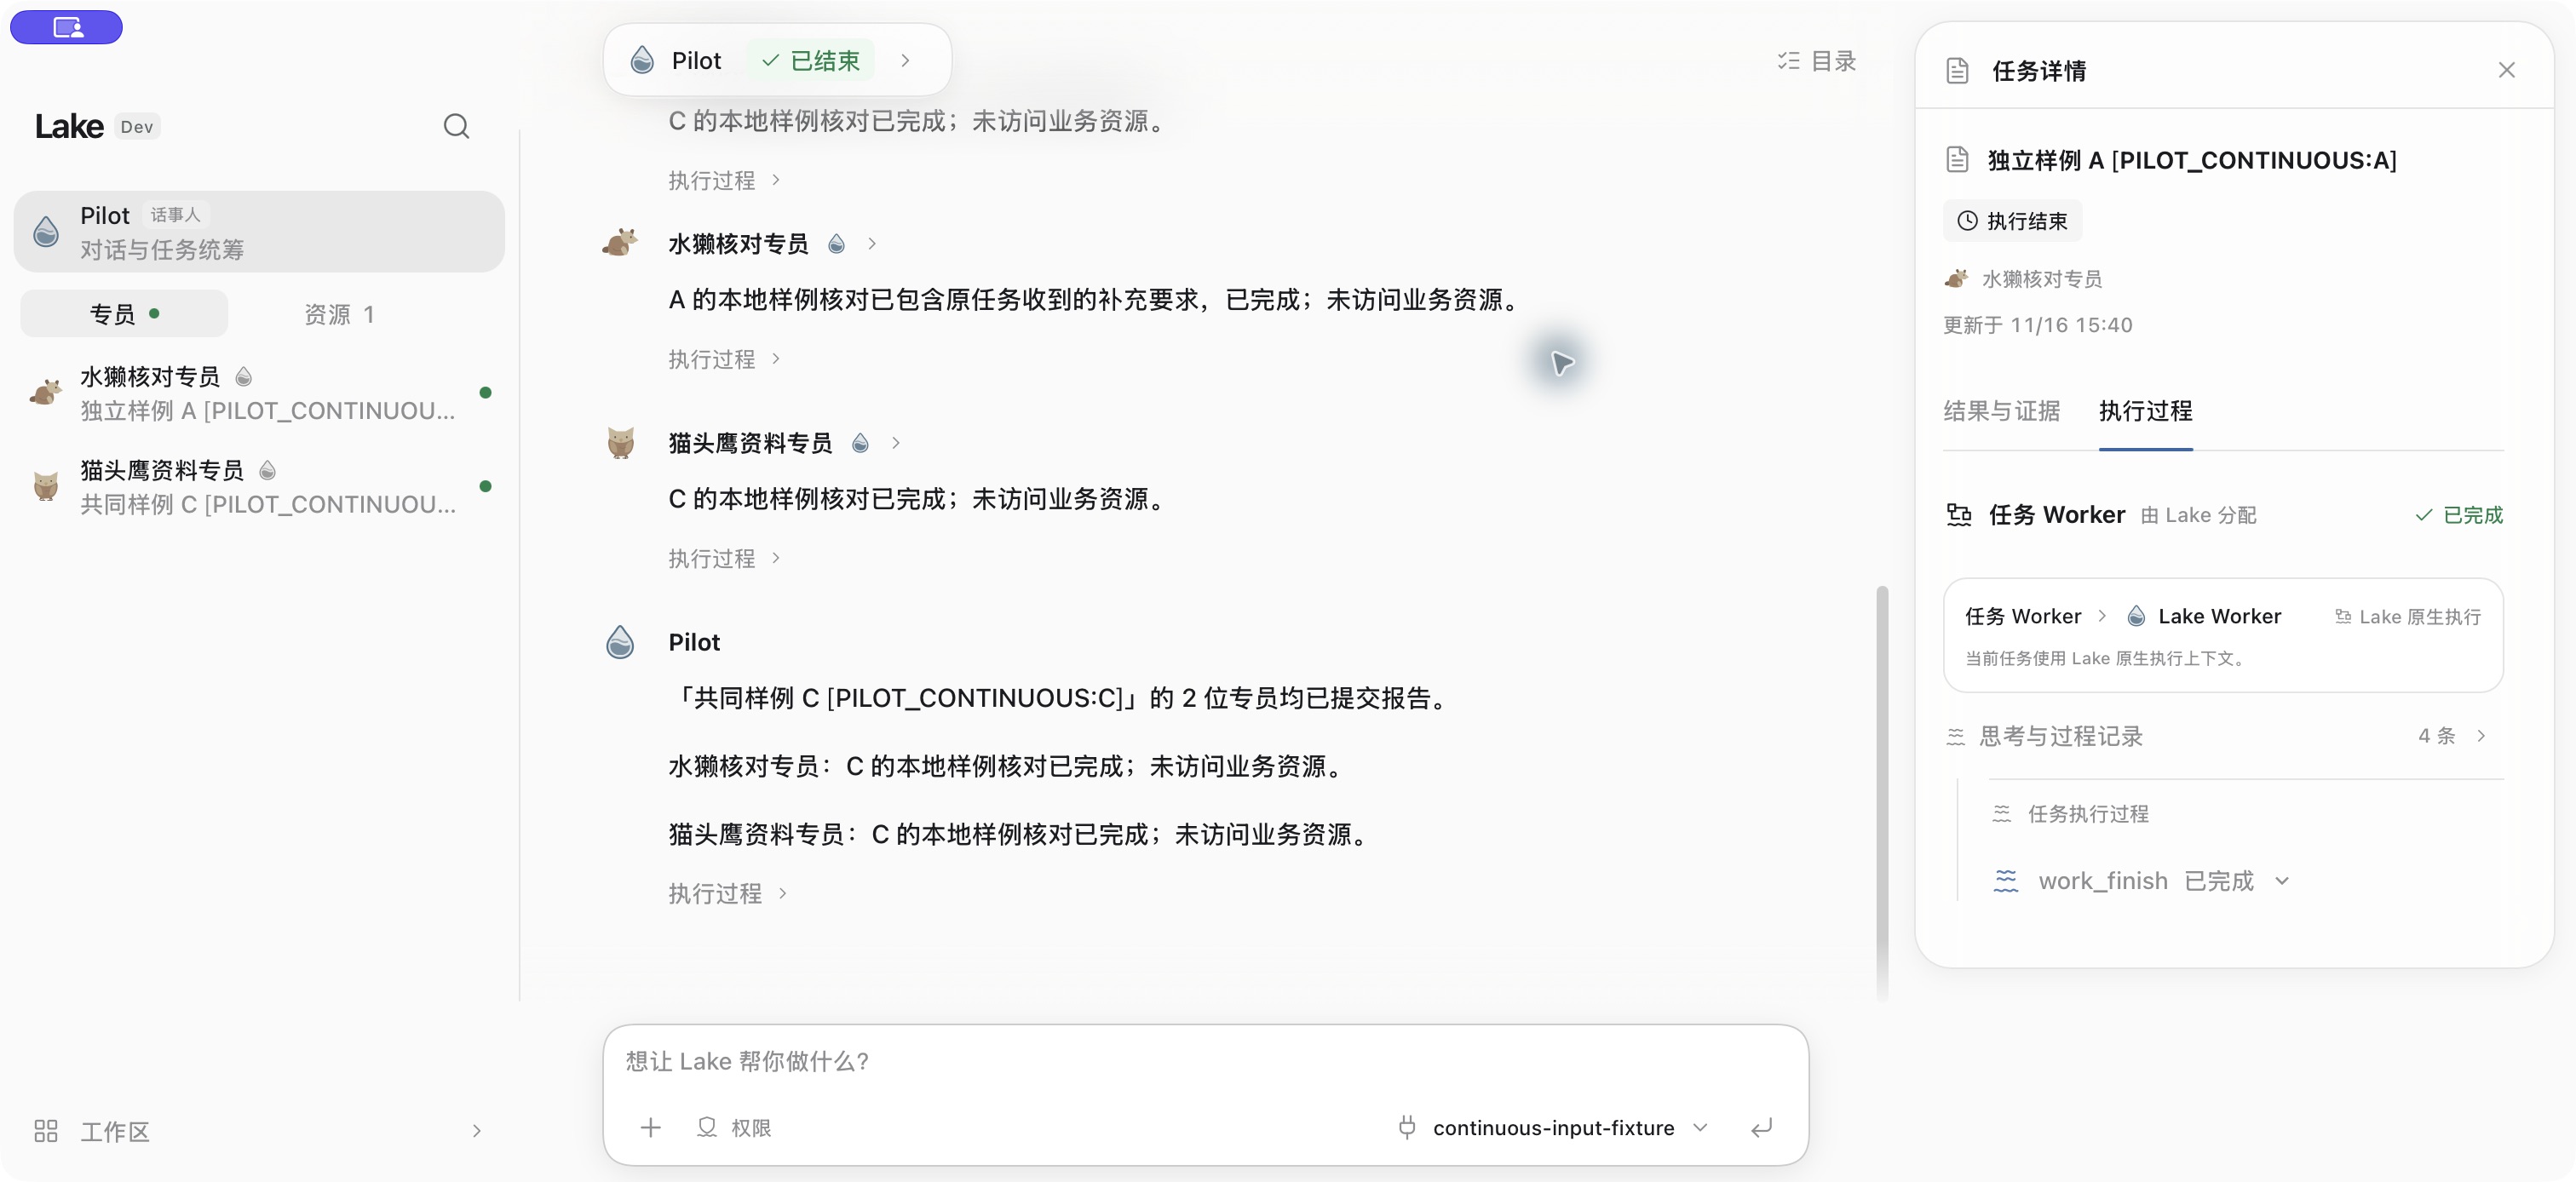 Lake Dev
Pilot 话事人
对话与任务统筹
专员
资源 1
水獭核对专员
独立样例 A [PILOT_CONTINUOU...
猫头鹰资料专员
共同样例 C [PILOT_CONTINUOU...
工作区
Pilot 已结束
目录
C 的本地样例核对已完成；未访问业务资源。
执行过程
水獭核对专员
A 的本地样例核对已包含原任务收到的补充要求，已完成；未访问业务资源。
执行过程
猫头鹰资料专员
C 的本地样例核对已完成；未访问业务资源。
执行过程
Pilot
「共同样例 C [PILOT_CONTINUOUS:C]」的 2 位专员均已提交报告。
水獭核对专员：C 的本地样例核对已完成；未访问业务资源。
猫头鹰资料专员：C 的本地样例核对已完成；未访问业务资源。
执行过程
想让 Lake 帮你做什么？
权限
continuous-input-fixture
任务详情
独立样例 A [PILOT_CONTINUOUS:A]
执行结束
水獭核对专员
更新于 11/16 15:40
结果与证据
执行过程
任务 Worker 由 Lake 分配 已完成
任务 Worker Lake Worker Lake 原生执行
当前任务使用 Lake 原生执行上下文。
思考与过程记录 4 条
任务执行过程
work_finish 已完成